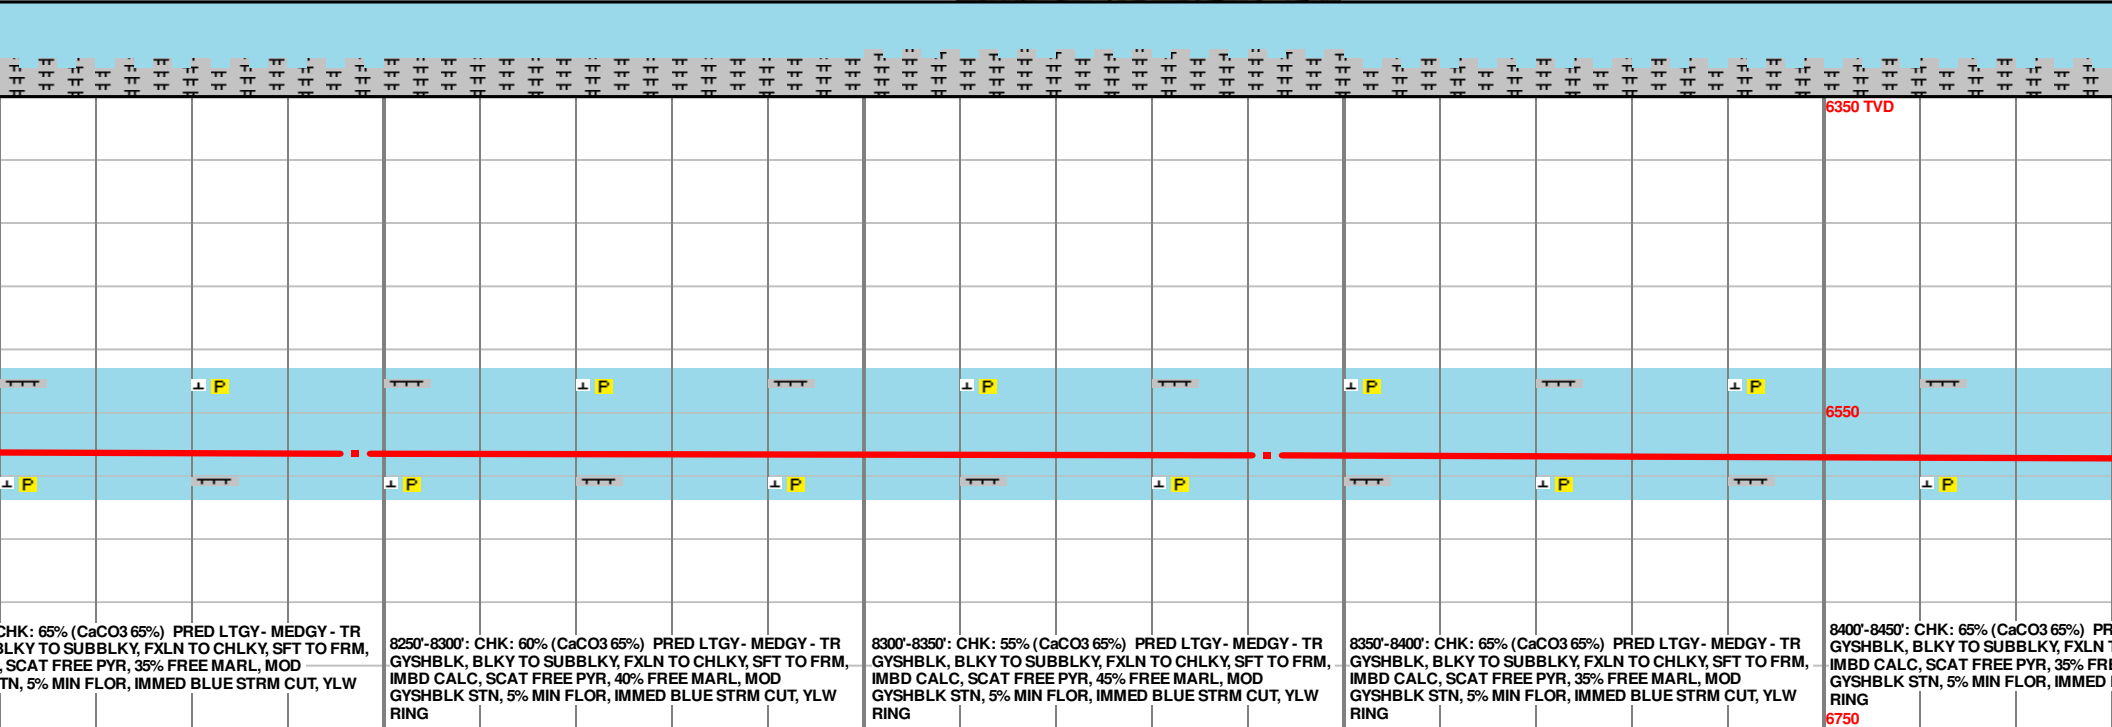 6350 TVD
P P P P P
6550
P P P P P P
CHK: 65% (CaCO3 65%) PRED LTGY - MEDGY - TR
BLKY TO SUBBLKY, FXLN TO CHLKY, SFT TO FRM,
, SCAT FREE PYR, 35% FREE MARL, MOD
TN, 5% MIN FLOR, IMMED BLUE STRM CUT, YLW
8250'-8300': CHK: 60% (CaCO3 65%) PRED LTGY - MEDGY - TR
GYSHBLK, BLKY TO SUBBLKY, FXLN TO CHLKY, SFT TO FRM,
IMBD CALC, SCAT FREE PYR, 40% FREE MARL, MOD
GYSHBLK STN, 5% MIN FLOR, IMMED BLUE STRM CUT, YLW
RING
8300'-8350': CHK: 55% (CaCO3 65%) PRED LTGY - MEDGY - TR
GYSHBLK, BLKY TO SUBBLKY, FXLN TO CHLKY, SFT TO FRM,
IMBD CALC, SCAT FREE PYR, 45% FREE MARL, MOD
GYSHBLK STN, 5% MIN FLOR, IMMED BLUE STRM CUT, YLW
RING
8350'-8400': CHK: 65% (CaCO3 65%) PRED LTGY - MEDGY - TR
GYSHBLK, BLKY TO SUBBLKY, FXLN TO CHLKY, SFT TO FRM,
IMBD CALC, SCAT FREE PYR, 35% FREE MARL, MOD
GYSHBLK STN, 5% MIN FLOR, IMMED BLUE STRM CUT, YLW
RING
8400'-8450': CHK: 65% (CaCO3 65%) PR
GYSHBLK, BLKY TO SUBBLKY, FXLN
IMBD CALC, SCAT FREE PYR, 35% FRE
GYSHBLK STN, 5% MIN FLOR, IMMED
RING
6750